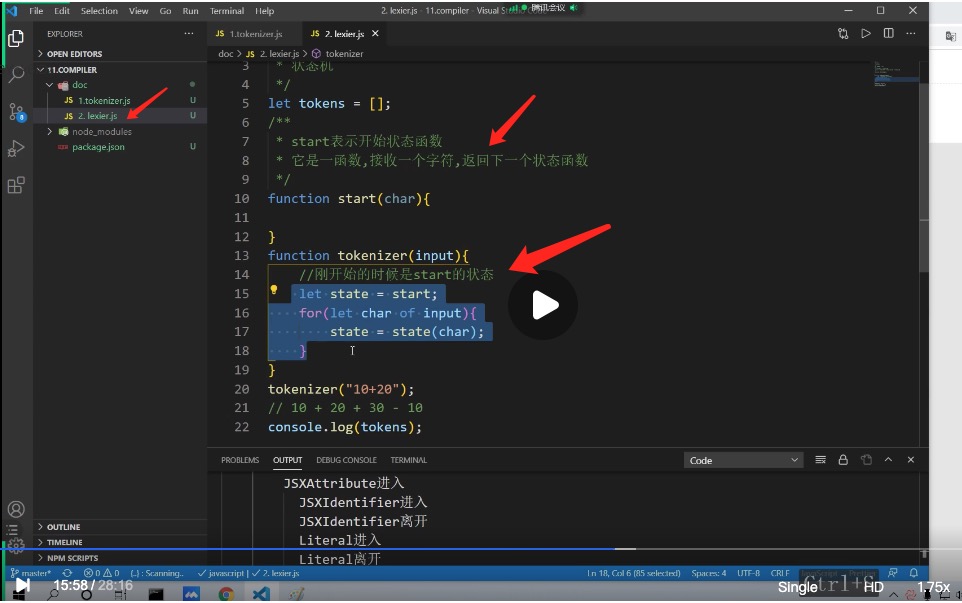 File Edit Selection View Go Run Terminal Help 2. lexier.js - 11.compiler - Visual 腾讯会议
EXPLORER
OPEN EDITORS
11.COMPILER
doc
JS 1.tokenizer.js U
JS 2. lexier.js U
node_modules
package.json U
OUTLINE
TIMELINE
NPM SCRIPTS
JS 1.tokenizer.js JS 2. lexier.js
doc > JS 2. lexier.js > tokenizer
3 * 状态机
4 */
5 let tokens = [];
6 /**
7 * start表示开始状态函数
8 * 它是一函数,接收一个字符,返回下一个状态函数
9 */
10 function start(char){
11
12 }
13 function tokenizer(input){
14 //刚开始的时候是start的状态
15 let state = start;
16 for(let char of input){
17 state = state(char);
18 }
19 }
20 tokenizer("10+20");
21 // 10 + 20 + 30 - 10
22 console.log(tokens);
PROBLEMS OUTPUT DEBUG CONSOLE TERMINAL Code
JSXAttribute进入
JSXIdentifier进入
JSXIdentifier离开
Literal进入
Literal离开
master* 0 0 {..} : Scanning.. javascript | 2. lexier.js Ln 18, Col 6 (85 selected) Spaces: 4 UTF-8 CRLF
15:58 / 28:16 Single Ctrl+S HD 1.75x